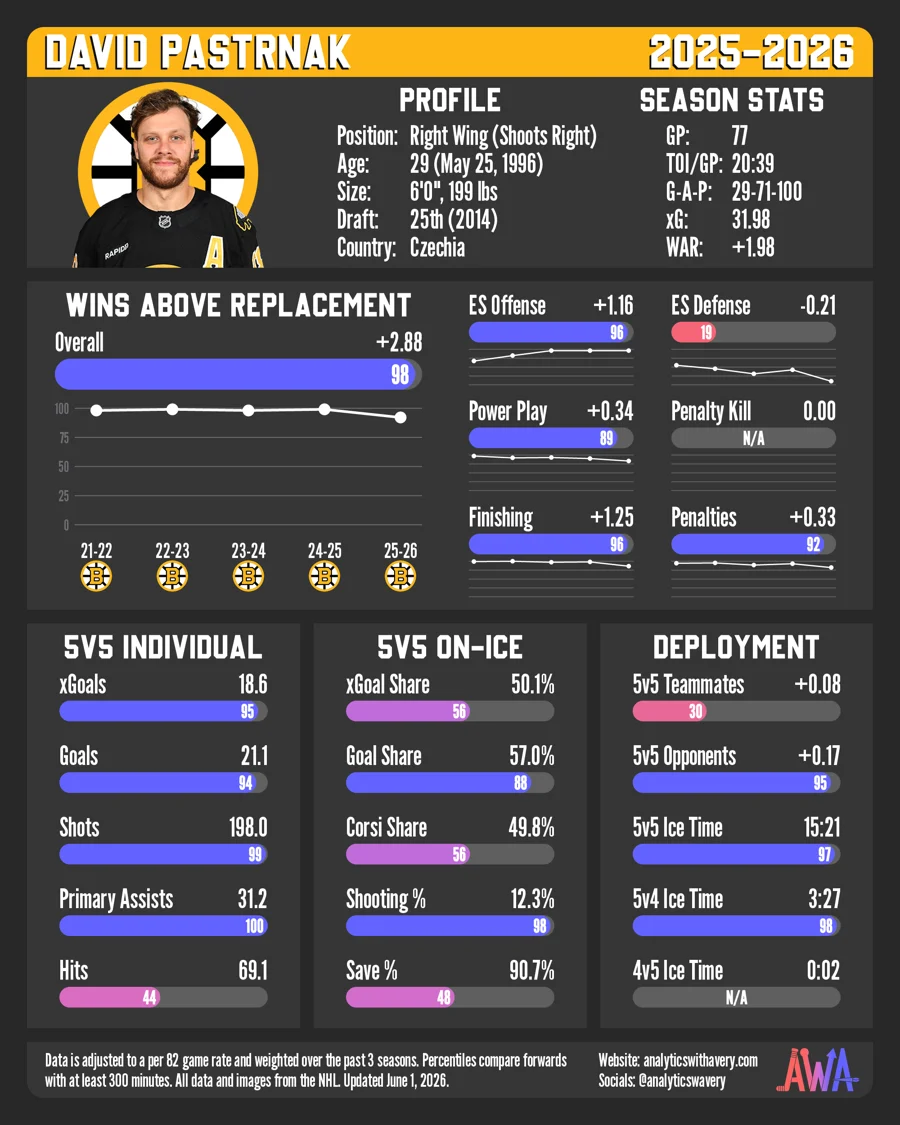 DAVID PASTRNAK 2025-2026
PROFILE
Position: Right Wing (Shoots Right)
Age: 29 (May 25, 1996)
Size: 6'0", 199 lbs
Draft: 25th (2014)
Country: Czechia
SEASON STATS
GP: 77
TOI/GP: 20:39
G-A-P: 29-71-100
xG: 31.98
WAR: +1.98
RAPID7
A
WINS ABOVE REPLACEMENT
Overall +2.88
98
100
75
50
25
0
21-22 22-23 23-24 24-25 25-26
B B B B B
ES Offense +1.16
96
ES Defense -0.21
19
Power Play +0.34
89
Penalty Kill 0.00
N/A
Finishing +1.25
96
Penalties +0.33
92
5V5 INDIVIDUAL
xGoals 18.6
95
Goals 21.1
94
Shots 198.0
99
Primary Assists 31.2
100
Hits 69.1
44
5V5 ON-ICE
xGoal Share 50.1%
56
Goal Share 57.0%
88
Corsi Share 49.8%
56
Shooting % 12.3%
98
Save % 90.7%
48
DEPLOYMENT
5v5 Teammates +0.08
30
5v5 Opponents +0.17
95
5v5 Ice Time 15:21
97
5v4 Ice Time 3:27
98
4v5 Ice Time 0:02
N/A
Data is adjusted to a per 82 game rate and weighted over the past 3 seasons. Percentiles compare forwards
with at least 300 minutes. All data and images from the NHL. Updated June 1, 2026.
Website: analyticswithavery.com
Socials: @analyticswavery
AWA